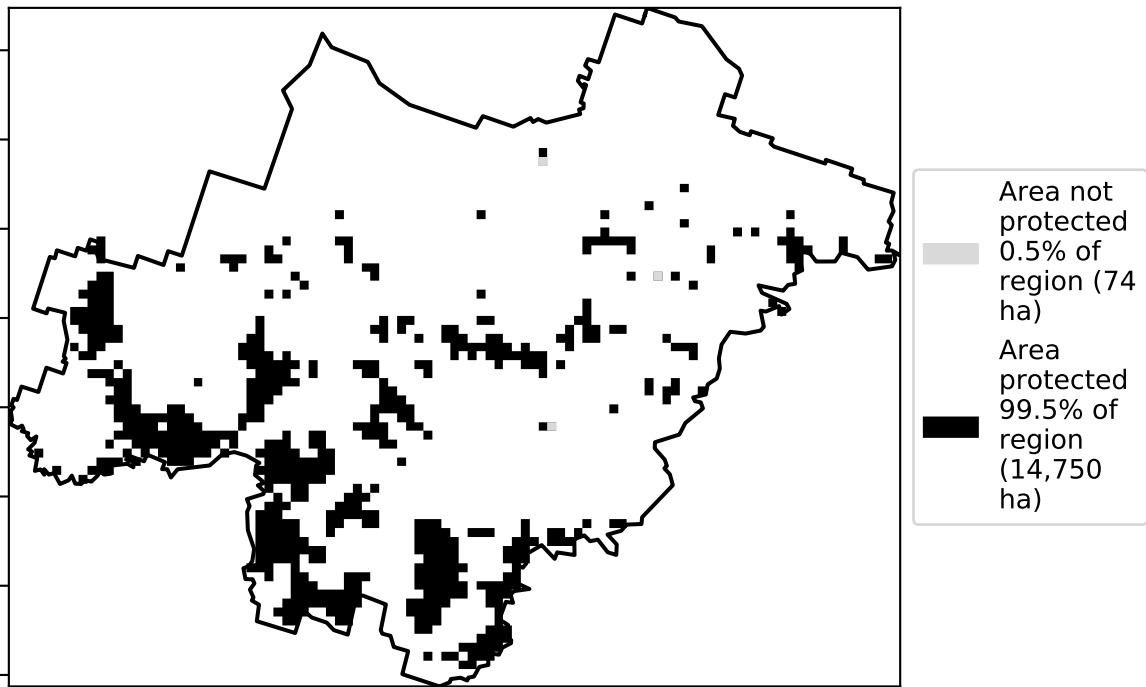 Area not
protected
0.5% of
region (74
ha)
Area
protected
99.5% of
region
(14,750
ha)